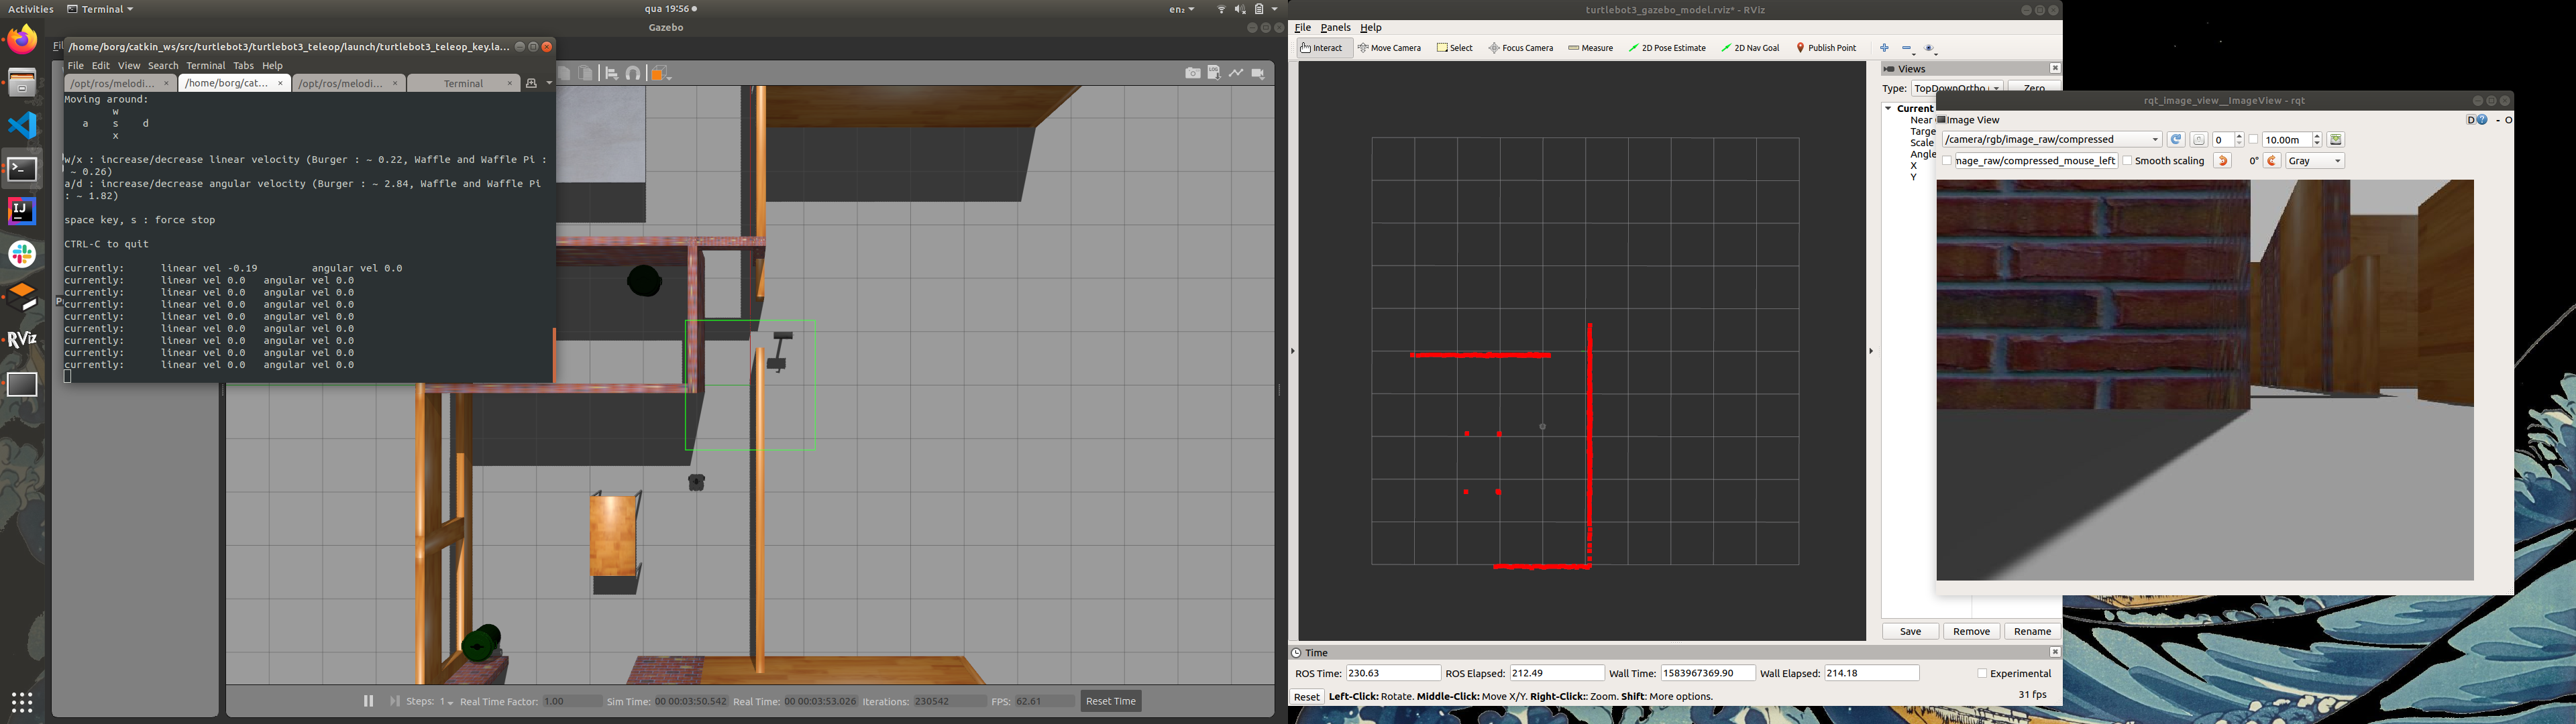 Activities
Terminal
qua 19:56
en₂
Gazebo
/home/borg/catkin_ws/src/turtlebot3/turtlebot3_teleop/launch/turtlebot3_teleop_key.la...
File Edit View Search Terminal Tabs Help
/opt/ros/melodi... × /home/borg/cat... × /opt/ros/melodi... × Terminal ×
Moving around:
w
a s d
x
w/x : increase/decrease linear velocity (Burger : ~ 0.22, Waffle and Waffle Pi :
~ 0.26)
a/d : increase/decrease angular velocity (Burger : ~ 2.84, Waffle and Waffle Pi
: ~ 1.82)
space key, s : force stop
CTRL-C to quit
currently: linear vel -0.19 angular vel 0.0
currently: linear vel 0.0 angular vel 0.0
currently: linear vel 0.0 angular vel 0.0
currently: linear vel 0.0 angular vel 0.0
currently: linear vel 0.0 angular vel 0.0
currently: linear vel 0.0 angular vel 0.0
currently: linear vel 0.0 angular vel 0.0
currently: linear vel 0.0 angular vel 0.0
currently: linear vel 0.0 angular vel 0.0
IJ
RViz
Steps: 1 Real Time Factor: 1.00 Sim Time: 00 00:03:50.542 Real Time: 00 00:03:53.026 Iterations: 230542 FPS: 62.61 Reset Time
turtlebot3_gazebo_model.rviz* - RViz
File Panels Help
Interact Move Camera Select Focus Camera Measure 2D Pose Estimate 2D Nav Goal Publish Point
Views
Type: TopDownOrtho Zero
Current
Near
Targe
Scale
Angle
X
Y
Save Remove Rename
Time
ROS Time: 230.63 ROS Elapsed: 212.49 Wall Time: 1583967369.90 Wall Elapsed: 214.18 Experimental
Reset Left-Click: Rotate. Middle-Click: Move X/Y. Right-Click: Zoom. Shift: More options. 31 fps
rqt_image_view__ImageView - rqt
Image View D ? - O
/camera/rgb/image_raw/compressed 0 10.00m
nage_raw/compressed_mouse_left Smooth scaling 0° Gray